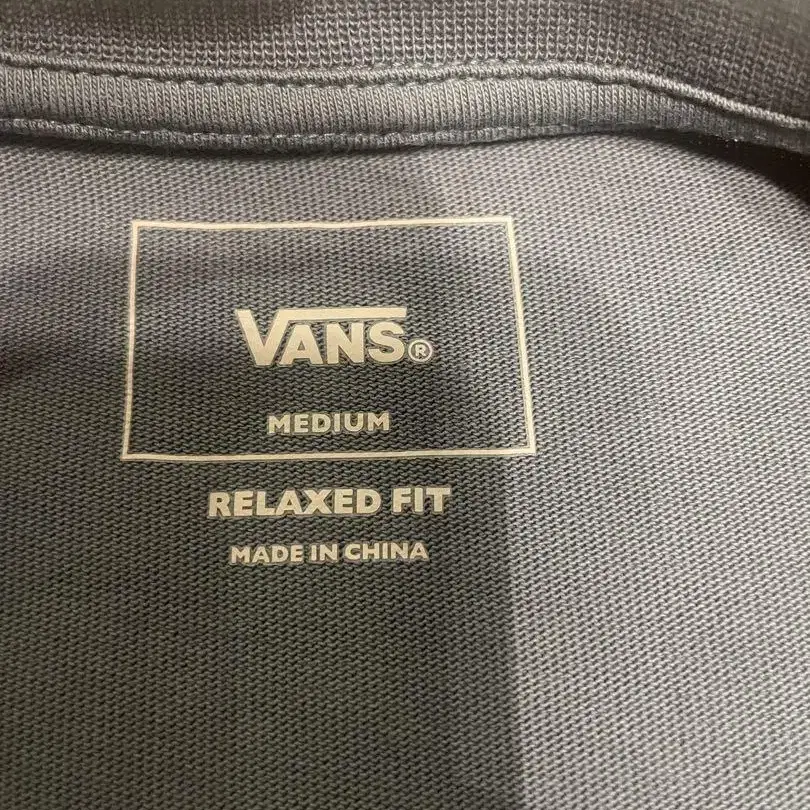 VANS®
MEDIUM
RELAXED FIT
MADE IN CHINA